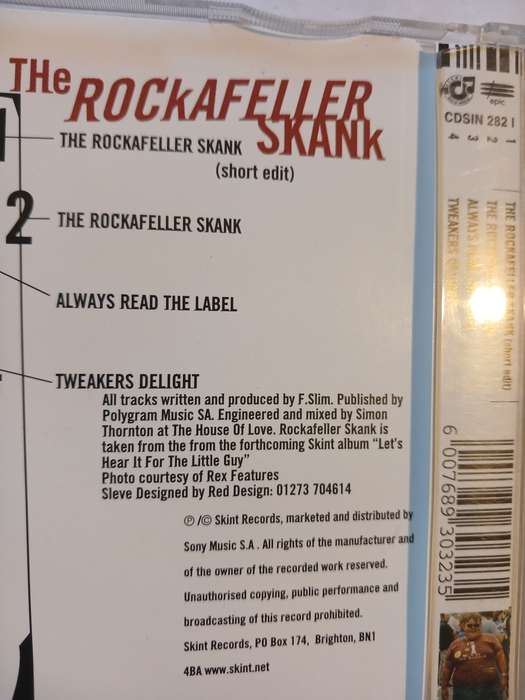 THe ROCKAFELLER
SKANK
THE ROCKAFELLER SKANK
(short edit)
2
THE ROCKAFELLER SKANK
ALWAYS READ THE LABEL
TWEAKERS DELIGHT
All tracks written and produced by F.Slim. Published by
Polygram Music SA. Engineered and mixed by Simon
Thornton at The House Of Love. Rockafeller Skank is
taken from the from the forthcoming Skint album "Let's
Hear It For The Little Guy"
Photo courtesy of Rex Features
Sleve Designed by Red Design: 01273 704614
℗/© Skint Records, marketed and distributed by
Sony Music S.A . All rights of the manufacturer and
of the owner of the recorded work reserved.
Unauthorised copying, public performance and
broadcasting of this record prohibited.
Skint Records, PO Box 174, Brighton, BN1
4BA www.skint.net
epic
CDSIN 282 I
1 THE ROCKAFELLER SKANK (short edit)
2 THE
3 ALWAYS
4 TWEAKERS
6 007689 303235